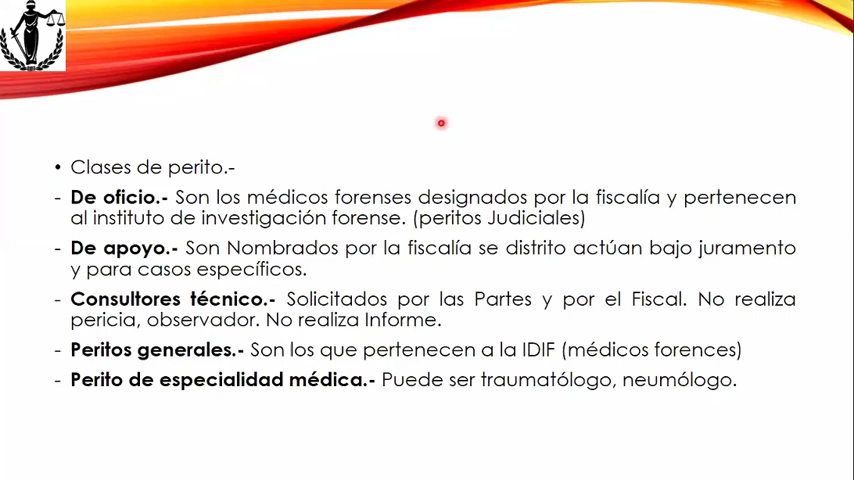 • Clases de perito.-
- De oficio.- Son los médicos forenses designados por la fiscalía y pertenecen
al instituto de investigación forense. (peritos Judiciales)
- De apoyo.- Son Nombrados por la fiscalía se distrito actúan bajo juramento
y para casos específicos.
- Consultores técnico.- Solicitados por las Partes y por el Fiscal. No realiza
pericia, observador. No realiza Informe.
- Peritos generales.- Son los que pertenecen a la IDIF (médicos forences)
- Perito de especialidad médica.- Puede ser traumatólogo, neumólogo.